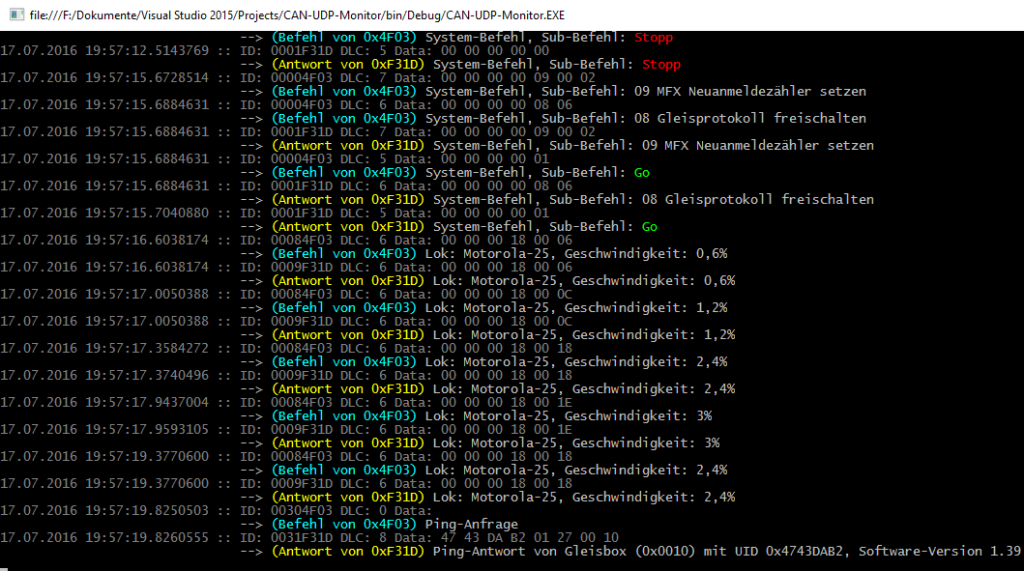 file:///F:/Dokumente/Visual Studio 2015/Projects/CAN-UDP-Monitor/bin/Debug/CAN-UDP-Monitor.EXE
--> (Befehl von 0x4F03) System-Befehl, Sub-Befehl: Stopp
17.07.2016 19:57:12.5143769 :: ID: 0001F31D DLC: 5 Data: 00 00 00 00 00
--> (Antwort von 0xF31D) System-Befehl, Sub-Befehl: Stopp
17.07.2016 19:57:15.6728514 :: ID: 00004F03 DLC: 7 Data: 00 00 00 00 09 00 02
--> (Befehl von 0x4F03) System-Befehl, Sub-Befehl: 09 MFX Neuanmeldezähler setzen
17.07.2016 19:57:15.6884631 :: ID: 00004F03 DLC: 6 Data: 00 00 00 00 08 06
--> (Befehl von 0x4F03) System-Befehl, Sub-Befehl: 08 Gleisprotokoll freischalten
17.07.2016 19:57:15.6884631 :: ID: 0001F31D DLC: 7 Data: 00 00 00 00 09 00 02
--> (Antwort von 0xF31D) System-Befehl, Sub-Befehl: 09 MFX Neuanmeldezähler setzen
17.07.2016 19:57:15.6884631 :: ID: 00004F03 DLC: 5 Data: 00 00 00 00 01
--> (Befehl von 0x4F03) System-Befehl, Sub-Befehl: Go
17.07.2016 19:57:15.6884631 :: ID: 0001F31D DLC: 6 Data: 00 00 00 00 08 06
--> (Antwort von 0xF31D) System-Befehl, Sub-Befehl: 08 Gleisprotokoll freischalten
17.07.2016 19:57:15.7040880 :: ID: 0001F31D DLC: 5 Data: 00 00 00 00 01
--> (Antwort von 0xF31D) System-Befehl, Sub-Befehl: Go
17.07.2016 19:57:16.6038174 :: ID: 00084F03 DLC: 6 Data: 00 00 00 18 00 06
--> (Befehl von 0x4F03) Lok: Motorola-25, Geschwindigkeit: 0,6%
17.07.2016 19:57:16.6038174 :: ID: 0009F31D DLC: 6 Data: 00 00 00 18 00 06
--> (Antwort von 0xF31D) Lok: Motorola-25, Geschwindigkeit: 0,6%
17.07.2016 19:57:17.0050388 :: ID: 00084F03 DLC: 6 Data: 00 00 00 18 00 0C
--> (Befehl von 0x4F03) Lok: Motorola-25, Geschwindigkeit: 1,2%
17.07.2016 19:57:17.0050388 :: ID: 0009F31D DLC: 6 Data: 00 00 00 18 00 0C
--> (Antwort von 0xF31D) Lok: Motorola-25, Geschwindigkeit: 1,2%
17.07.2016 19:57:17.3584272 :: ID: 00084F03 DLC: 6 Data: 00 00 00 18 00 18
--> (Befehl von 0x4F03) Lok: Motorola-25, Geschwindigkeit: 2,4%
17.07.2016 19:57:17.3740496 :: ID: 0009F31D DLC: 6 Data: 00 00 00 18 00 18
--> (Antwort von 0xF31D) Lok: Motorola-25, Geschwindigkeit: 2,4%
17.07.2016 19:57:17.9437004 :: ID: 00084F03 DLC: 6 Data: 00 00 00 18 00 1E
--> (Befehl von 0x4F03) Lok: Motorola-25, Geschwindigkeit: 3%
17.07.2016 19:57:17.9593105 :: ID: 0009F31D DLC: 6 Data: 00 00 00 18 00 1E
--> (Antwort von 0xF31D) Lok: Motorola-25, Geschwindigkeit: 3%
17.07.2016 19:57:19.3770600 :: ID: 00084F03 DLC: 6 Data: 00 00 00 18 00 18
--> (Befehl von 0x4F03) Lok: Motorola-25, Geschwindigkeit: 2,4%
17.07.2016 19:57:19.3770600 :: ID: 0009F31D DLC: 6 Data: 00 00 00 18 00 18
--> (Antwort von 0xF31D) Lok: Motorola-25, Geschwindigkeit: 2,4%
17.07.2016 19:57:19.8250503 :: ID: 00304F03 DLC: 0 Data:
--> (Befehl von 0x4F03) Ping-Anfrage
17.07.2016 19:57:19.8260555 :: ID: 0031F31D DLC: 8 Data: 47 43 DA B2 01 27 00 10
--> (Antwort von 0xF31D) Ping-Antwort von Gleisbox (0x0010) mit UID 0x4743DAB2, Software-Version 1.39